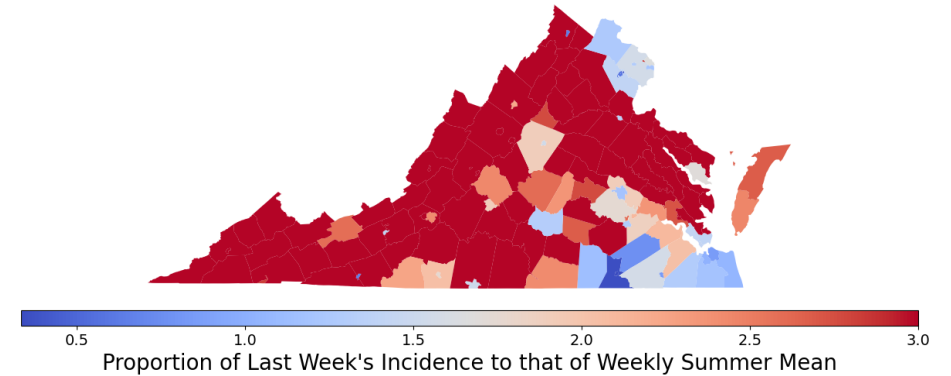 0.5 1.0 1.5 2.0 2.5 3.0
Proportion of Last Week's Incidence to that of Weekly Summer Mean